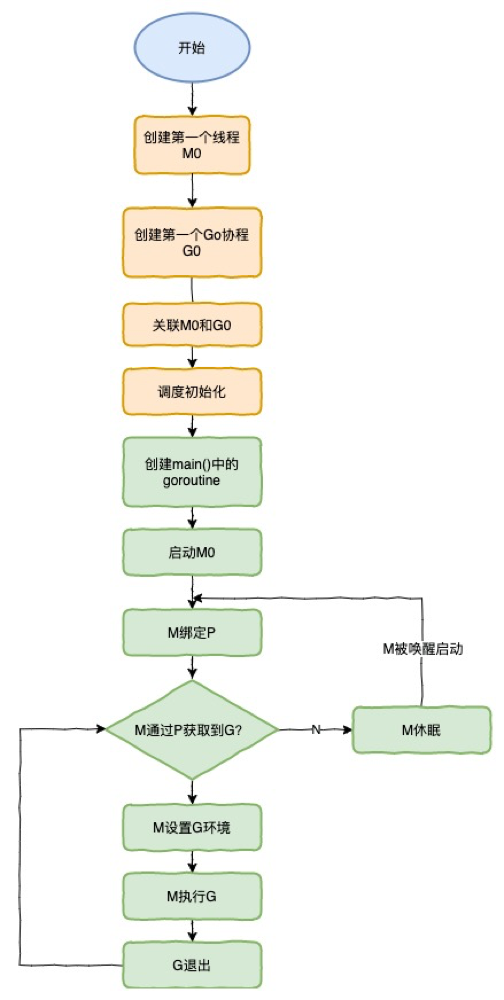 开始
创建第一个线程
M0
创建第一个Go协程
G0
关联M0和G0
调度初始化
创建main()中的
goroutine
启动M0
M绑定P
M被唤醒启动
M通过P获取到G?
N
M休眠
M设置G环境
M执行G
G退出